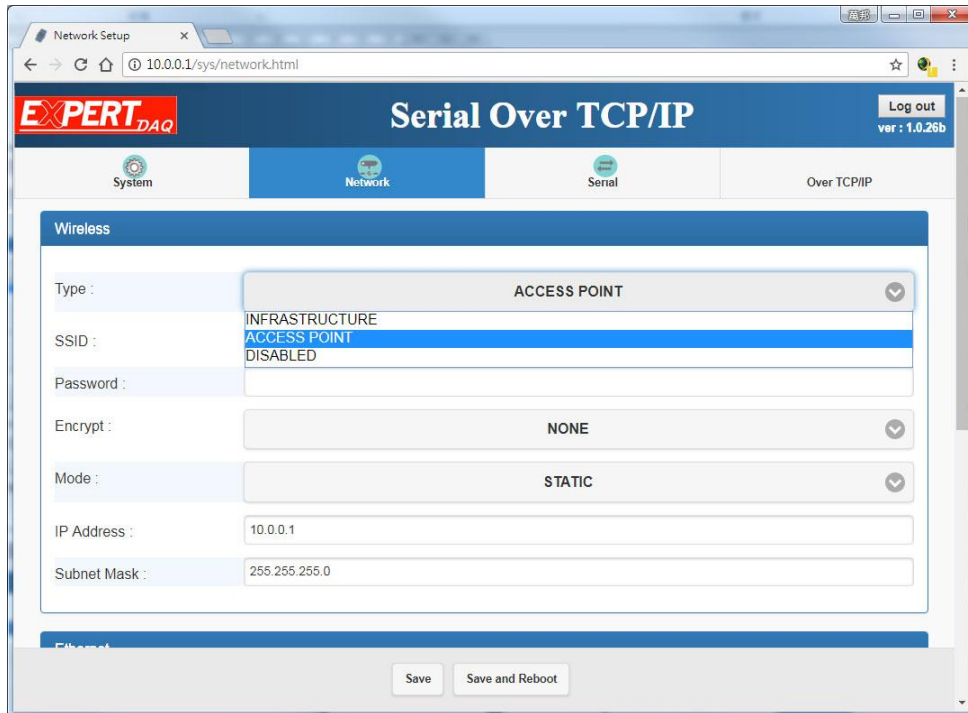 Network Setup
10.0.0.1/sys/network.html
EXPERT DAQ
Serial Over TCP/IP
Log out
ver : 1.0.26b
System
Network
Serial
Over TCP/IP
Wireless
Type :
ACCESS POINT
INFRASTRUCTURE
ACCESS POINT
DISABLED
SSID :
Password :
Encrypt :
NONE
Mode :
STATIC
IP Address :
10.0.0.1
Subnet Mask :
255.255.255.0
Save
Save and Reboot